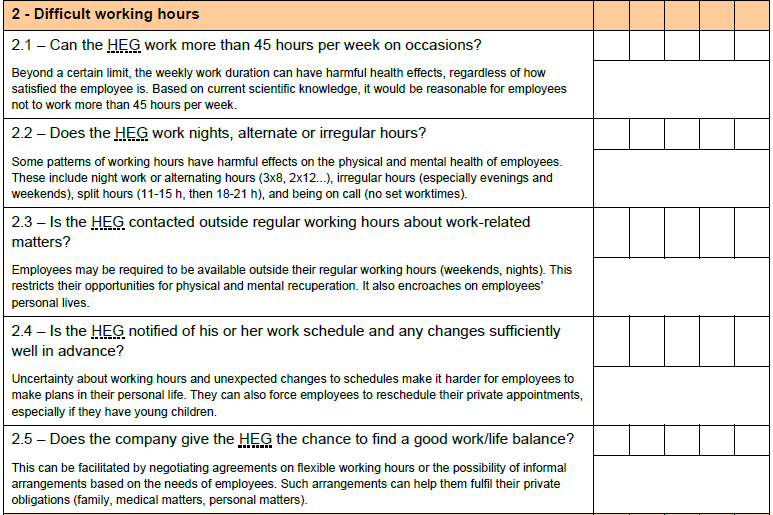 2 - Difficult working hours
2.1 – Can the HEG work more than 45 hours per week on occasions?
Beyond a certain limit, the weekly work duration can have harmful health effects, regardless of how
satisfied the employee is. Based on current scientific knowledge, it would be reasonable for employees
not to work more than 45 hours per week.
2.2 – Does the HEG work nights, alternate or irregular hours?
Some patterns of working hours have harmful effects on the physical and mental health of employees.
These include night work or alternating hours (3x8, 2x12...), irregular hours (especially evenings and
weekends), split hours (11-15 h, then 18-21 h), and being on call (no set worktimes).
2.3 – Is the HEG contacted outside regular working hours about work-related
matters?
Employees may be required to be available outside their regular working hours (weekends, nights). This
restricts their opportunities for physical and mental recuperation. It also encroaches on employees’
personal lives.
2.4 – Is the HEG notified of his or her work schedule and any changes sufficiently
well in advance?
Uncertainty about working hours and unexpected changes to schedules make it harder for employees to
make plans in their personal life. They can also force employees to reschedule their private appointments,
especially if they have young children.
2.5 – Does the company give the HEG the chance to find a good work/life balance?
This can be facilitated by negotiating agreements on flexible working hours or the possibility of informal
arrangements based on the needs of employees. Such arrangements can help them fulfil their private
obligations (family, medical matters, personal matters).